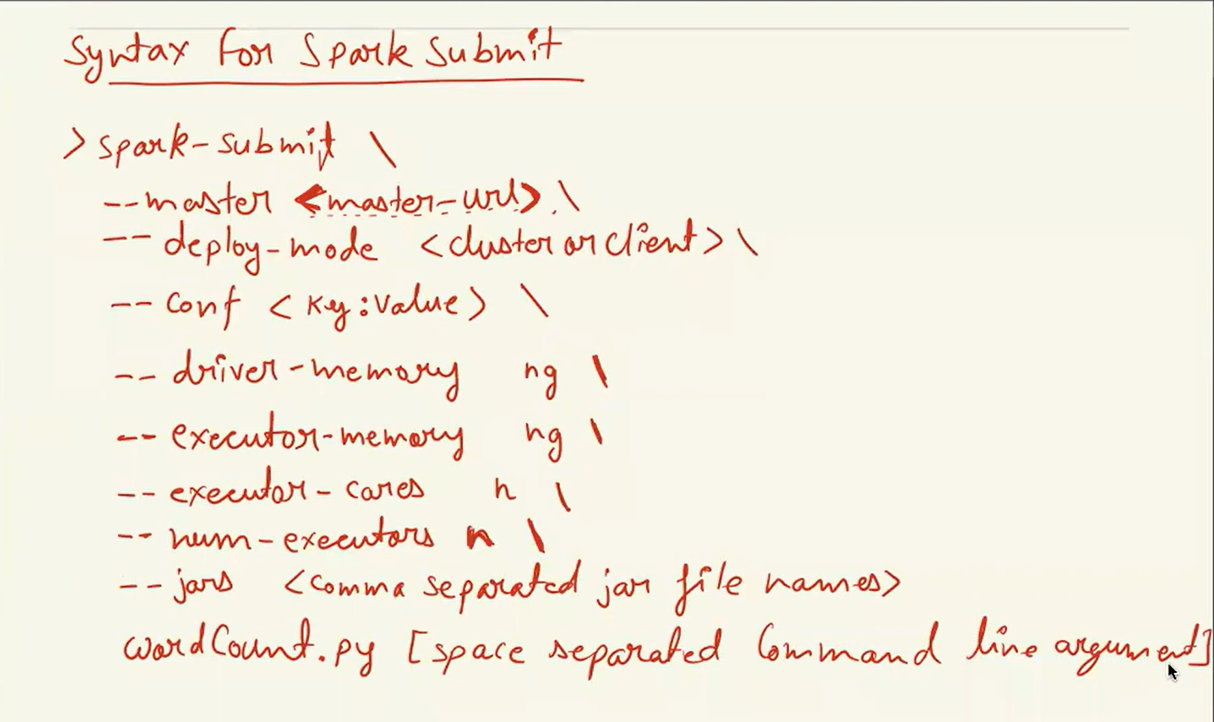 Syntax for Spark Submit
> spark-submit \
--master <master-url> \
-- deploy-mode <cluster or client> \
-- conf < key:value > \
-- driver-memory ng \
-- executor-memory ng \
-- executor-cores n \
-- num-executors n \
-- jars <comma separated jar file names>
wordCount.py [space separated Command line argument]